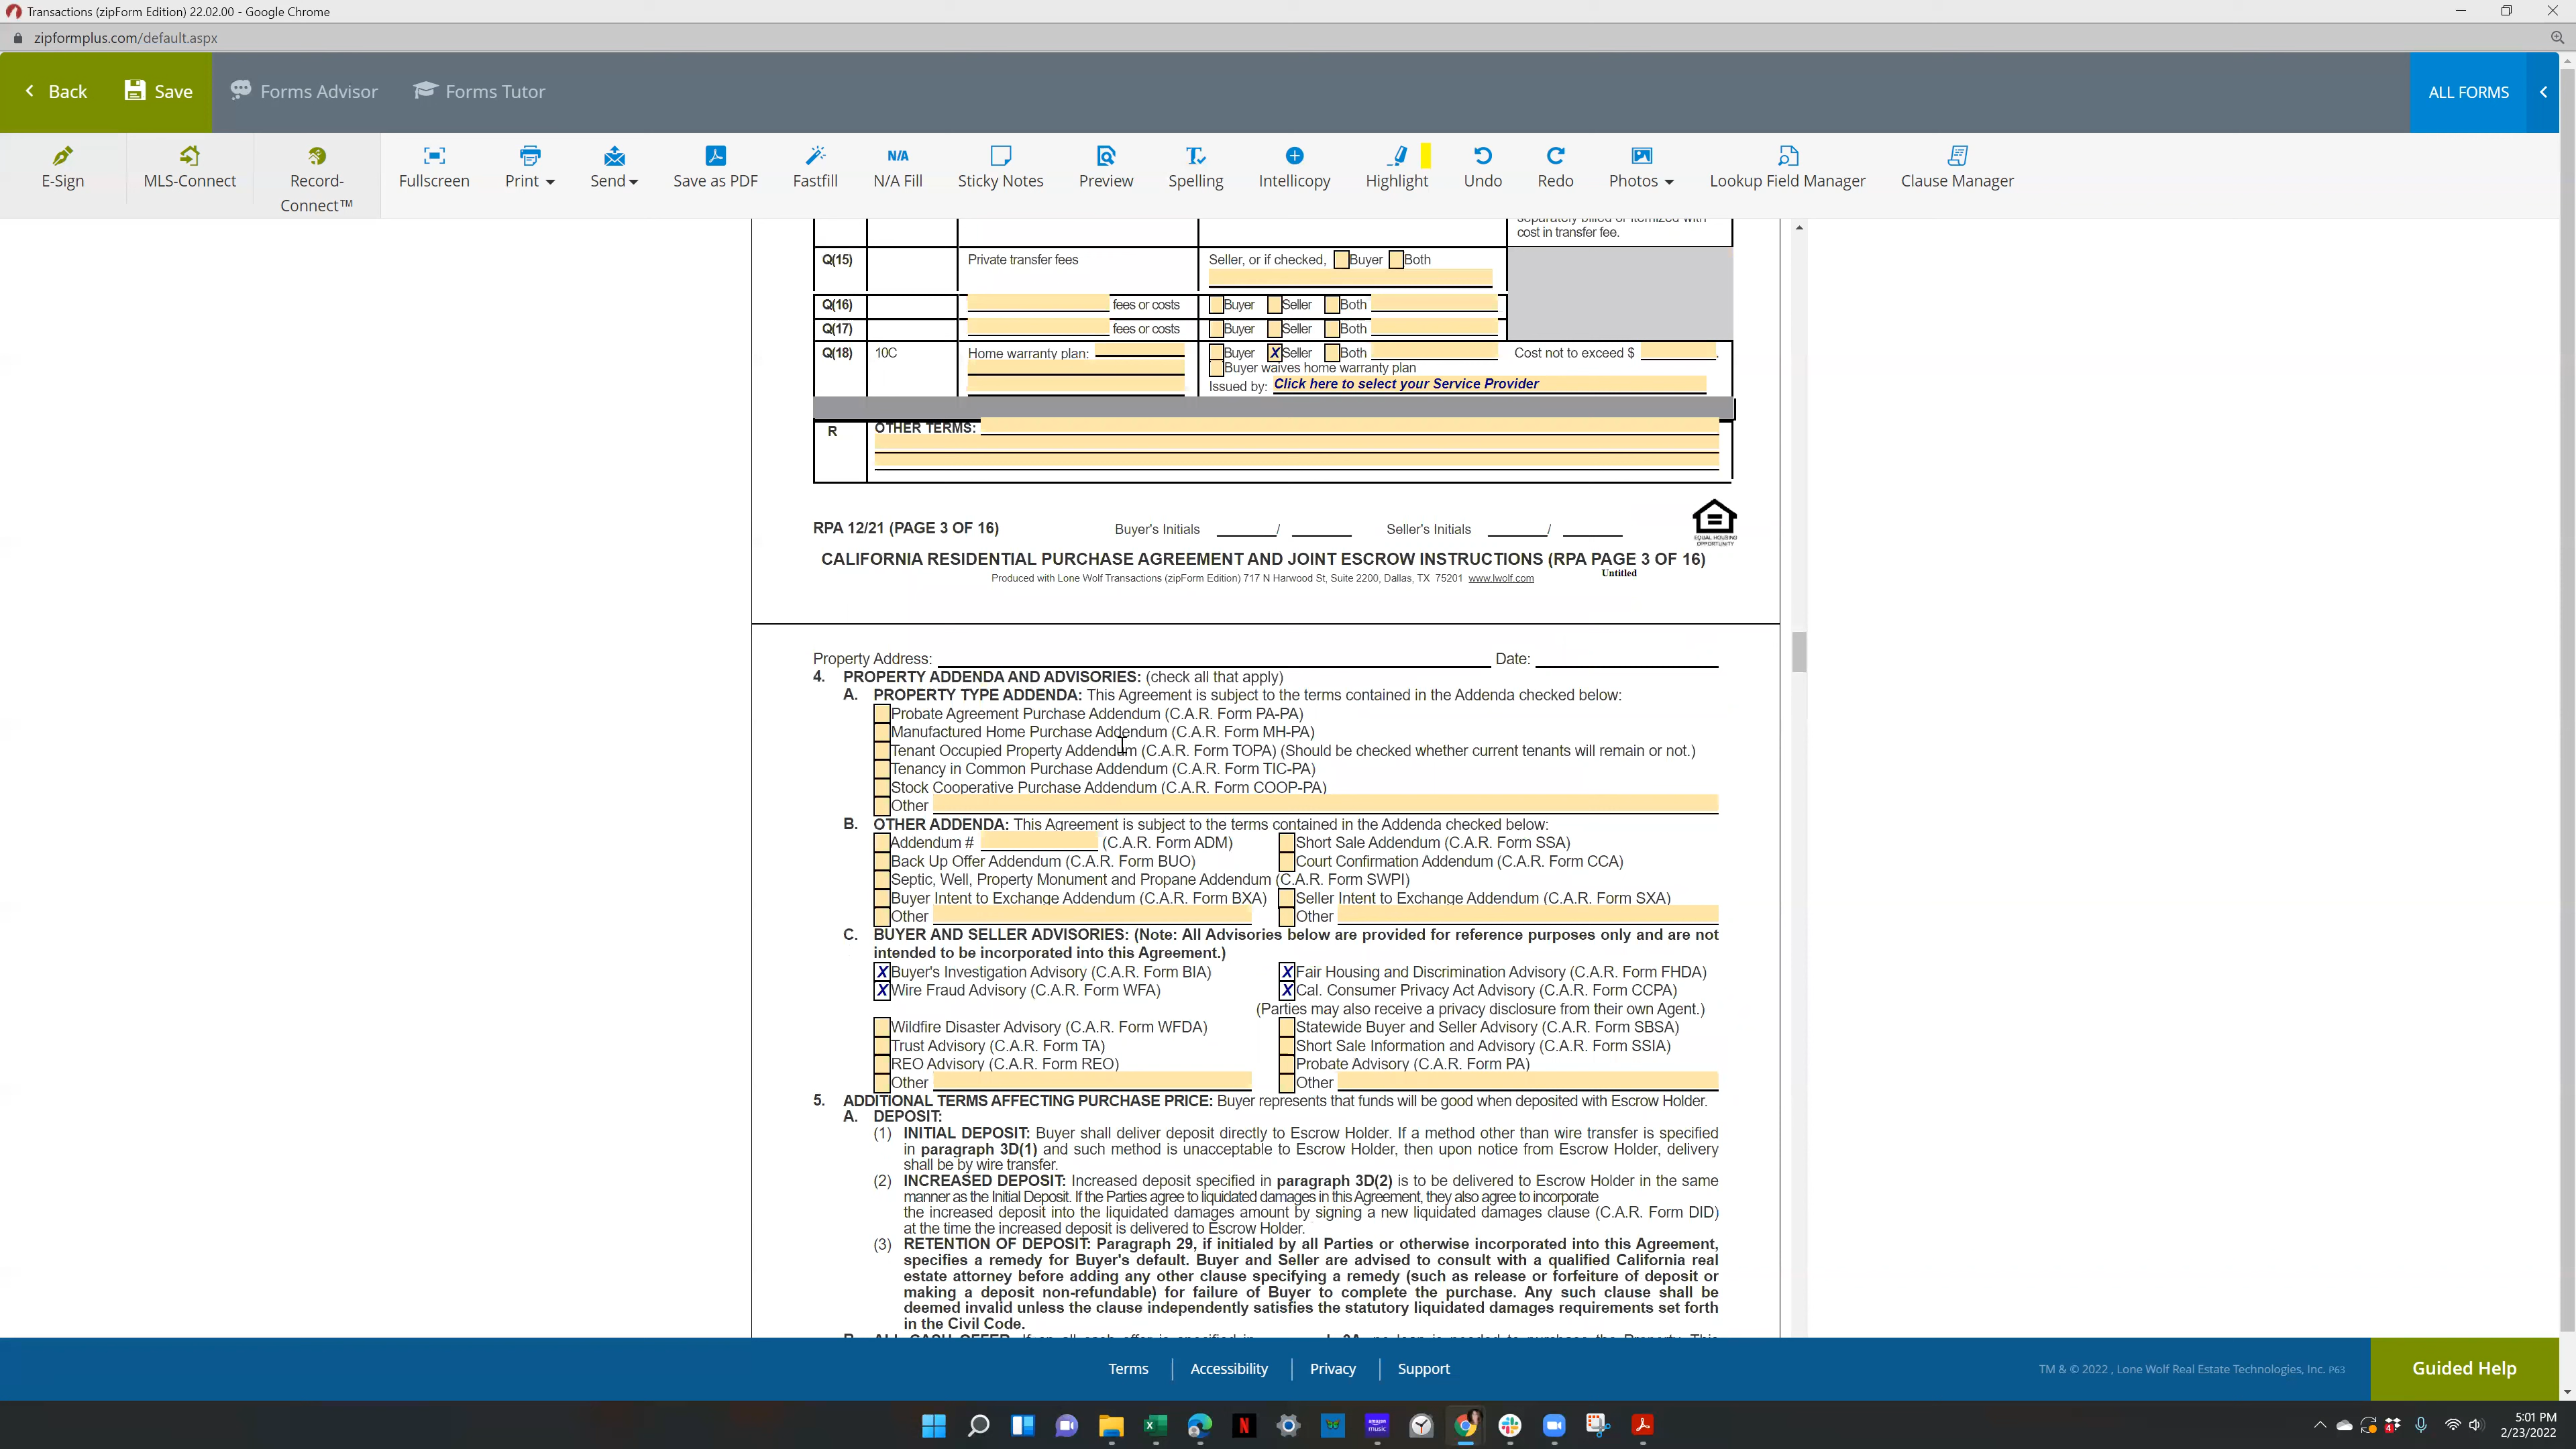 Transactions (zipForm Edition) 22.02.00 - Google Chrome
zipformplus.com/default.aspx
Back Save Forms Advisor Forms Tutor ALL FORMS
E-Sign MLS-Connect Record-Connect™ Fullscreen Print Send Save as PDF Fastfill N/A N/A Fill Sticky Notes Preview Spelling Intellicopy Highlight Undo Redo Photos Lookup Field Manager Clause Manager
separately billed or itemized with
cost in transfer fee.
Q(15) Private transfer fees Seller, or if checked, Buyer Both
Q(16) fees or costs Buyer Seller Both
Q(17) fees or costs Buyer Seller Both
Q(18) 10C Home warranty plan: Buyer X Seller Both Cost not to exceed $ .
Buyer waives home warranty plan
Issued by: Click here to select your Service Provider
R OTHER TERMS:
RPA 12/21 (PAGE 3 OF 16) Buyer's Initials / Seller's Initials /
EQUAL HOUSING OPPORTUNITY
CALIFORNIA RESIDENTIAL PURCHASE AGREEMENT AND JOINT ESCROW INSTRUCTIONS (RPA PAGE 3 OF 16)
Produced with Lone Wolf Transactions (zipForm Edition) 717 N Harwood St, Suite 2200, Dallas, TX 75201 www.lwolf.com Untitled
Property Address: Date:
4. PROPERTY ADDENDA AND ADVISORIES: (check all that apply)
A. PROPERTY TYPE ADDENDA: This Agreement is subject to the terms contained in the Addenda checked below:
Probate Agreement Purchase Addendum (C.A.R. Form PA-PA)
Manufactured Home Purchase Addendum (C.A.R. Form MH-PA)
Tenant Occupied Property Addendum (C.A.R. Form TOPA) (Should be checked whether current tenants will remain or not.)
Tenancy in Common Purchase Addendum (C.A.R. Form TIC-PA)
Stock Cooperative Purchase Addendum (C.A.R. Form COOP-PA)
Other
B. OTHER ADDENDA: This Agreement is subject to the terms contained in the Addenda checked below:
Addendum # (C.A.R. Form ADM) Short Sale Addendum (C.A.R. Form SSA)
Back Up Offer Addendum (C.A.R. Form BUO) Court Confirmation Addendum (C.A.R. Form CCA)
Septic, Well, Property Monument and Propane Addendum (C.A.R. Form SWPI)
Buyer Intent to Exchange Addendum (C.A.R. Form BXA) Seller Intent to Exchange Addendum (C.A.R. Form SXA)
Other Other
C. BUYER AND SELLER ADVISORIES: (Note: All Advisories below are provided for reference purposes only and are not
intended to be incorporated into this Agreement.)
X Buyer's Investigation Advisory (C.A.R. Form BIA) X Fair Housing and Discrimination Advisory (C.A.R. Form FHDA)
X Wire Fraud Advisory (C.A.R. Form WFA) X Cal. Consumer Privacy Act Advisory (C.A.R. Form CCPA)
(Parties may also receive a privacy disclosure from their own Agent.)
Wildfire Disaster Advisory (C.A.R. Form WFDA) Statewide Buyer and Seller Advisory (C.A.R. Form SBSA)
Trust Advisory (C.A.R. Form TA) Short Sale Information and Advisory (C.A.R. Form SSIA)
REO Advisory (C.A.R. Form REO) Probate Advisory (C.A.R. Form PA)
Other Other
5. ADDITIONAL TERMS AFFECTING PURCHASE PRICE: Buyer represents that funds will be good when deposited with Escrow Holder.
A. DEPOSIT:
(1) INITIAL DEPOSIT: Buyer shall deliver deposit directly to Escrow Holder. If a method other than wire transfer is specified
in paragraph 3D(1) and such method is unacceptable to Escrow Holder, then upon notice from Escrow Holder, delivery
shall be by wire transfer.
(2) INCREASED DEPOSIT: Increased deposit specified in paragraph 3D(2) is to be delivered to Escrow Holder in the same
manner as the Initial Deposit. If the Parties agree to liquidated damages in this Agreement, they also agree to incorporate
the increased deposit into the liquidated damages amount by signing a new liquidated damages clause (C.A.R. Form DID)
at the time the increased deposit is delivered to Escrow Holder.
(3) RETENTION OF DEPOSIT: Paragraph 29, if initialed by all Parties or otherwise incorporated into this Agreement,
specifies a remedy for Buyer's default. Buyer and Seller are advised to consult with a qualified California real
estate attorney before adding any other clause specifying a remedy (such as release or forfeiture of deposit or
making a deposit non-refundable) for failure of Buyer to complete the purchase. Any such clause shall be
deemed invalid unless the clause independently satisfies the statutory liquidated damages requirements set forth
in the Civil Code.
Terms Accessibility Privacy Support TM & © 2022 , Lone Wolf Real Estate Technologies, Inc. P63 Guided Help
amazon music
5:01 PM
2/23/2022